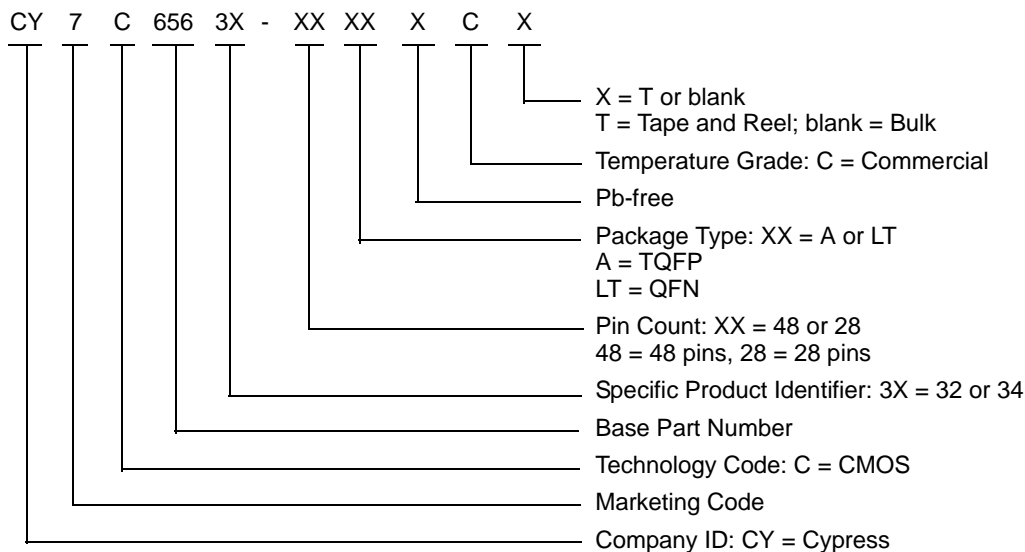 CY 7 C 656 3X - XX XX X C X
X = T or blank
T = Tape and Reel; blank = Bulk
Temperature Grade: C = Commercial
Pb-free
Package Type: XX = A or LT
A = TQFP
LT = QFN
Pin Count: XX = 48 or 28
48 = 48 pins, 28 = 28 pins
Specific Product Identifier: 3X = 32 or 34
Base Part Number
Technology Code: C = CMOS
Marketing Code
Company ID: CY = Cypress